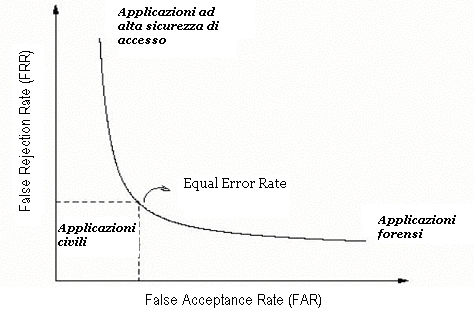 Applicazioni ad
alta sicurezza di
accesso
False Rejection Rate (FRR)
Equal Error Rate
Applicazioni
civili
Applicazioni
forensi
False Acceptance Rate (FAR)